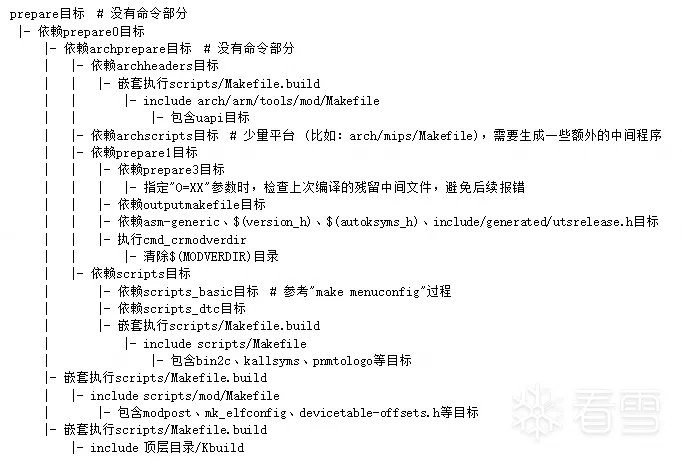 prepare目标  # 没有命令部分
|- 依赖prepare0目标
|- 依赖archprepare目标  # 没有命令部分
| |- 依赖archheaders目标
| | |- 嵌套执行scripts/Makefile.build
| | |- include arch/arm/tools/mod/Makefile
| | |- 包含uapi目标
| |- 依赖archscripts目标  # 少量平台 (比如: arch/mips/Makefile), 需要生成一些额外的中间程序
| |- 依赖prepare1目标
| | |- 依赖prepare3目标
| | |- 指定"O=XX"参数时, 检查上次编译的残留中间文件, 避免后续报错
| | |- 依赖outputmakefile目标
| | |- 依赖asm-generic、$(version_h)、$(autoksyms_h)、include/generated/utsrelease.h目标
| | |- 执行cmd_crmodverdir
| | |- 清除$(MODVERDIR)目录
| |- 依赖scripts目标
| |- 依赖scripts_basic目标  # 参考"make menuconfig"过程
| |- 依赖scripts_dtc目标
| |- 嵌套执行scripts/Makefile.build
| |- include scripts/Makefile
| |- 包含bin2c、kallsyms、pnmtologo等目标
|- 嵌套执行scripts/Makefile.build
| |- include scripts/mod/Makefile
| |- 包含modpost、mk_elfconfig、devicetable-offsets.h等目标
|- 嵌套执行scripts/Makefile.build
|- include 顶层目录/Kbuild
看雪